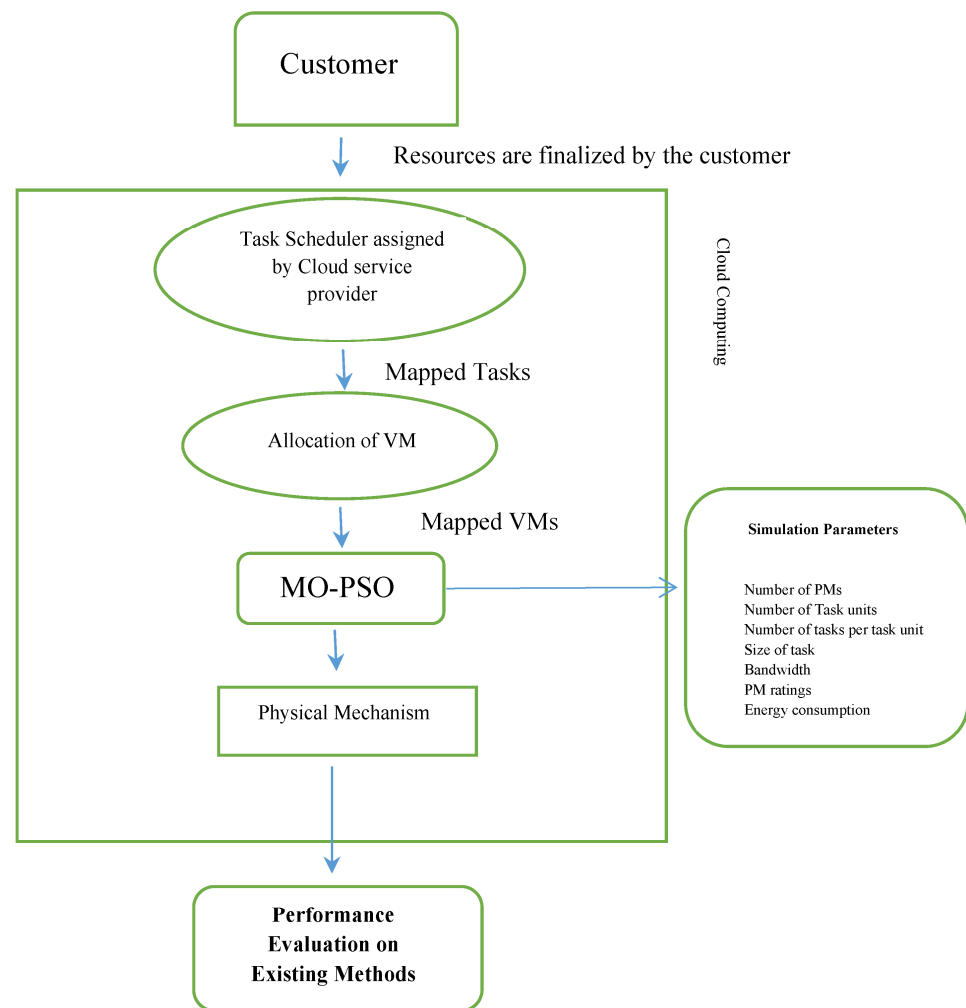 Customer
Resources are finalized by the customer
Task Scheduler assigned
by Cloud service
provider
Cloud Computing
Mapped Tasks
Allocation of VM
Mapped VMs
MO-PSO
Simulation Parameters
Number of PMs
Number of Task units
Number of tasks per task unit
Size of task
Bandwidth
PM ratings
Energy consumption
Physical Mechanism
Performance
Evaluation on
Existing Methods